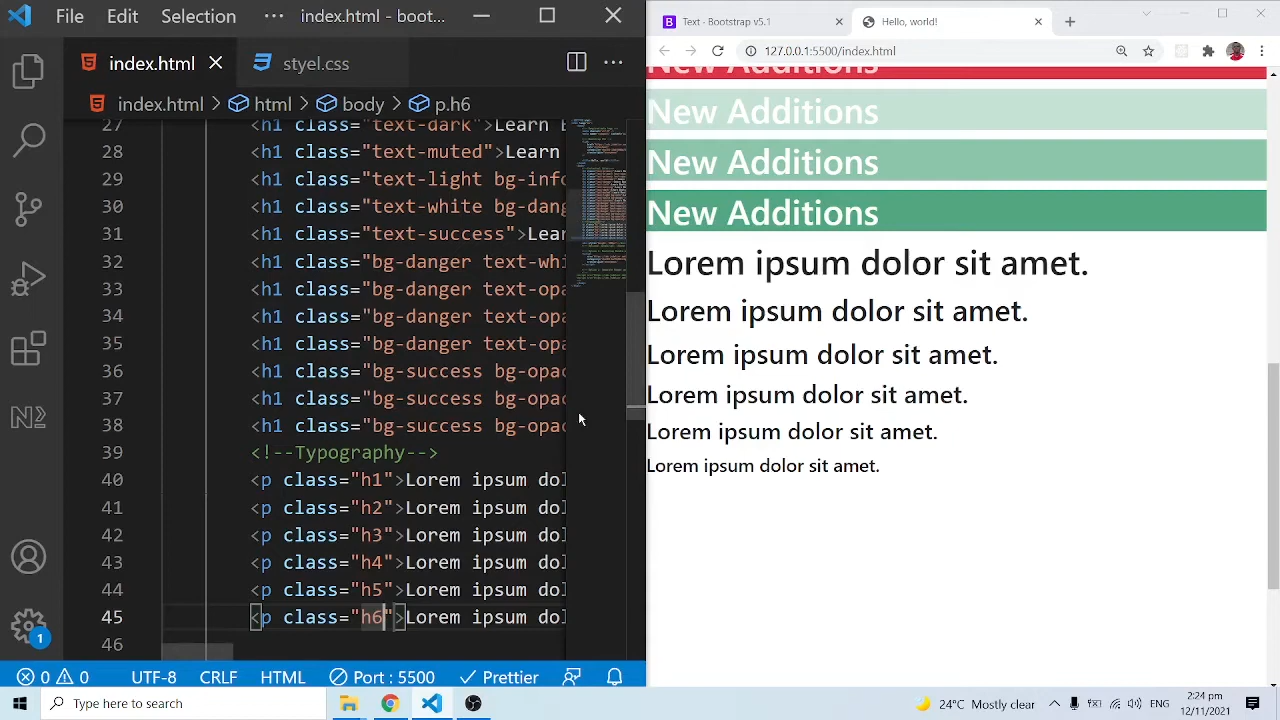 File Edit Selection ··· index.html - boot...
index.html
styel.css
index.html > html > body > p.h6
27 <h1 class="text-dark">Learn
28 <h1 class="text-muted">Learn
29 <h1 class="text-light bg-info
30 <h1 class="text-white bg-dan
31 <h1 class="text-success">Lear
32 <h1 class="bg-danger text-wh
33 <h1 class="bg-danger text-opa
34 <h1 class="bg-danger text-opa
35 <h1 class="bg-danger text-opa
36 <h1 class="bg-success bg-opac
37 <h1 class="bg-success bg-opac
38 <h1 class="bg-success bg-opac
39 <!--Typography-->
40 <p class="h1">Lorem ipsum dol
41 <p class="h2">Lorem ipsum dol
42 <p class="h3">Lorem ipsum dol
43 <p class="h4">Lorem ipsum dol
44 <p class="h5">Lorem ipsum dol
45 <p class="h6">Lorem ipsum dol
46
1
0 0 UTF-8 CRLF HTML Port : 5500 Prettier
Text - Bootstrap v5.1
Hello, world!
127.0.0.1:5500/index.html
New Additions
New Additions
New Additions
New Additions
Lorem ipsum dolor sit amet.
Lorem ipsum dolor sit amet.
Lorem ipsum dolor sit amet.
Lorem ipsum dolor sit amet.
Lorem ipsum dolor sit amet.
Lorem ipsum dolor sit amet.
Type here to search
24°C Mostly clear
ENG
2:24 pm
12/11/2021